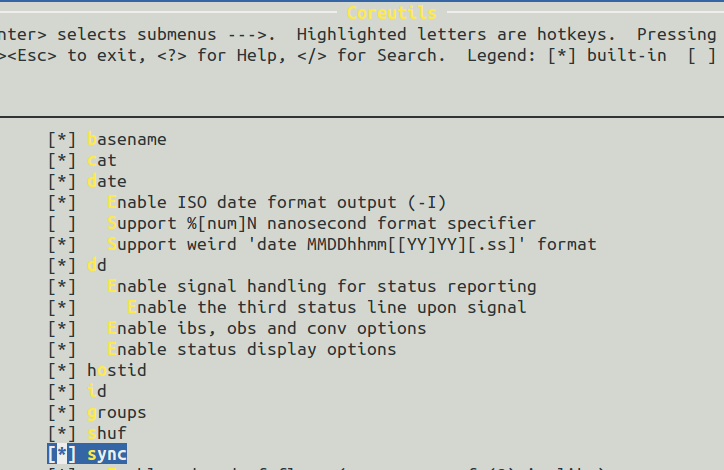 Coreutils
nter> selects submenus --->.  Highlighted letters are hotkeys.  Pressing
><Esc> to exit, <?> for Help, </> for Search.  Legend: [*] built-in  [ ]
[*] basename
[*] cat
[*] date
[*]   Enable ISO date format output (-I)
[ ]   Support %[num]N nanosecond format specifier
[*]   Support weird 'date MMDDhhmm[[YY]YY][.ss]' format
[*] dd
[*]   Enable signal handling for status reporting
[*]     Enable the third status line upon signal
[*]   Enable ibs, obs and conv options
[*]   Enable status display options
[*] hostid
[*] id
[*] groups
[*] shuf
[*] sync